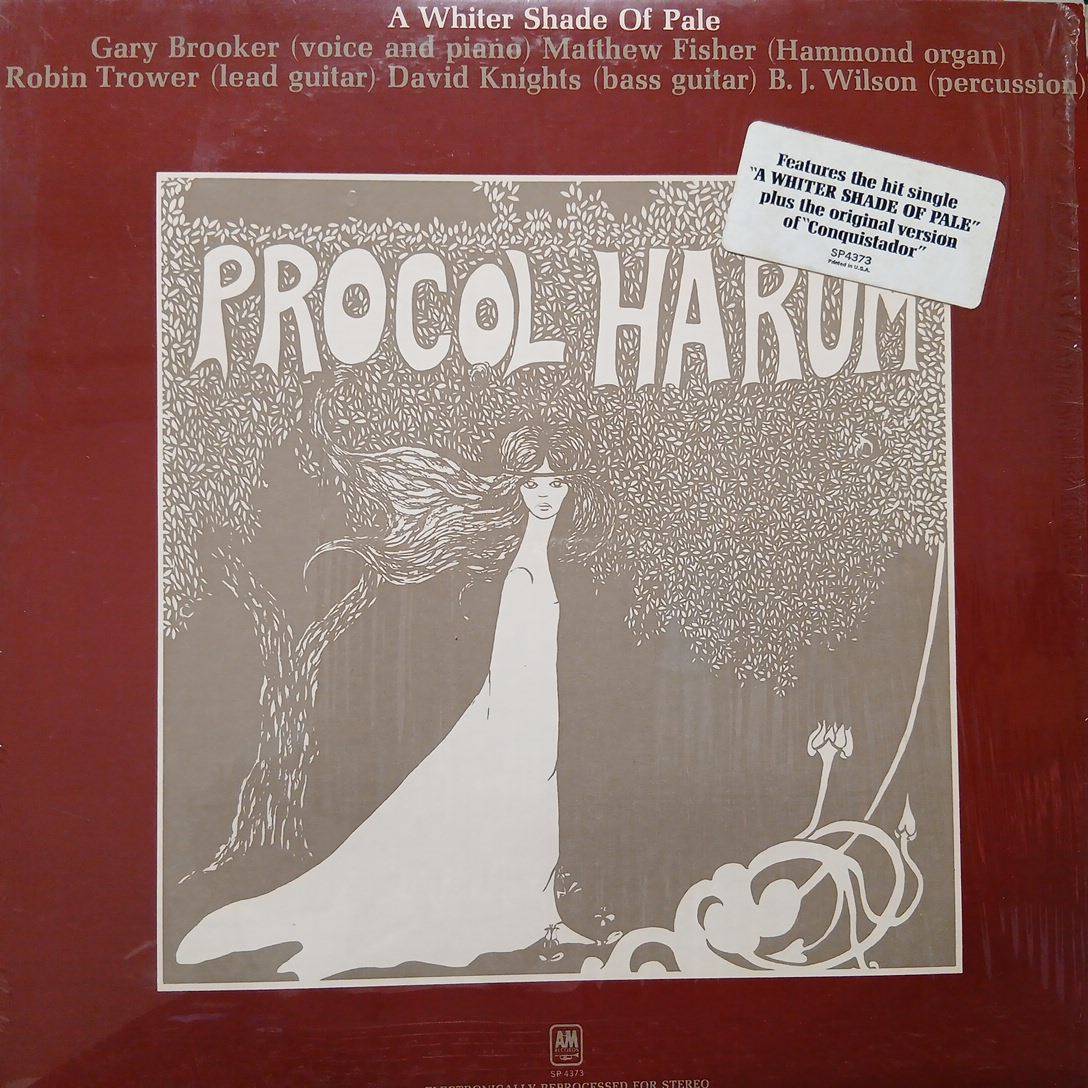 A Whiter Shade Of Pale
Gary Brooker (voice and piano) Matthew Fisher (Hammond organ)
Robin Trower (lead guitar) David Knights (bass guitar) B. J. Wilson (percussion)
Features the hit single
"A WHITER SHADE OF PALE"
plus the original version
of "Conquistador"
SP4373
Printed in U.S.A.
PROCOL HARUM
A&M
RECORDS
SP 4373
ELECTRONICALLY REPROCESSED FOR STEREO